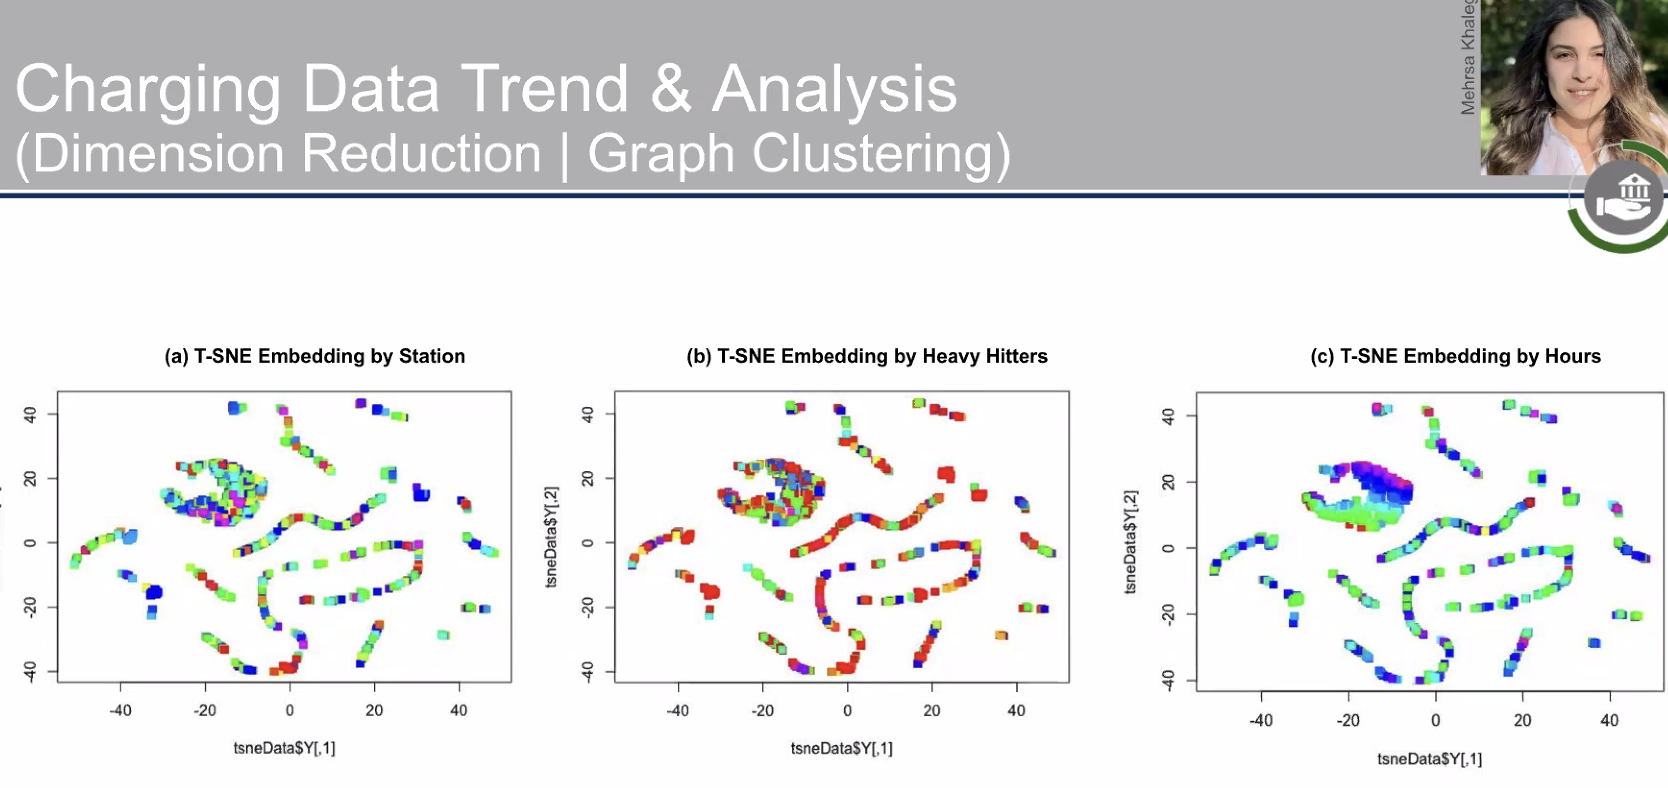 Charging Data Trend & Analysis
(Dimension Reduction | Graph Clustering)
Mehrsa
(a) T-SNE Embedding by Station
40
20
0
-20
-40
-40 -20 0 20 40
tsneData$Y[,1]
(b) T-SNE Embedding by Heavy Hitters
tsneData$Y[,2]
40
20
0
-20
-40
-40 -20 0 20 40
tsneData$Y[,1]
(c) T-SNE Embedding by Hours
tsneData$Y[,2]
40
20
0
-20
-40
-40 -20 0 20 40
tsneData$Y[,1]